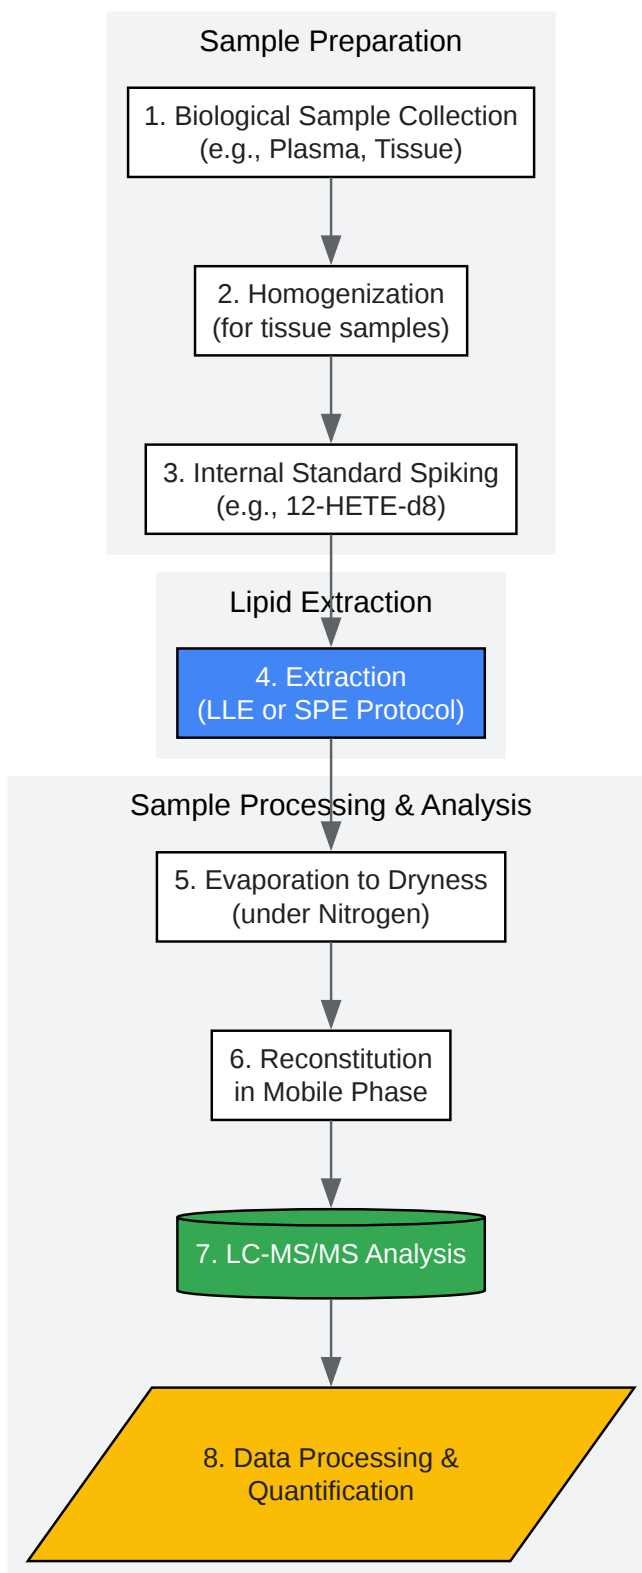 Sample Preparation
1. Biological Sample Collection
(e.g., Plasma, Tissue)
2. Homogenization
(for tissue samples)
3. Internal Standard Spiking
(e.g., 12-HETE-d8)
Lipid Extraction
4. Extraction
(LLE or SPE Protocol)
Sample Processing & Analysis
5. Evaporation to Dryness
(under Nitrogen)
6. Reconstitution
in Mobile Phase
7. LC-MS/MS Analysis
8. Data Processing &
Quantification